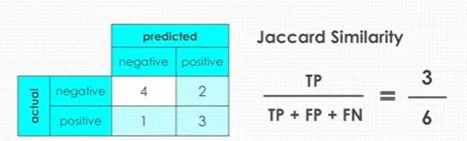 predicted
negative positive
actual
negative 4 2
positive 1 3
Jaccard Similarity
TP
TP + FP + FN
=
3
6